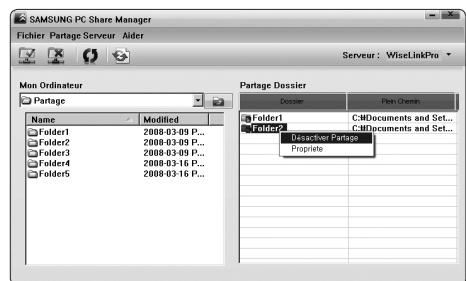 SAMSUNG PC Share Manager
Fichier Partage Serveur Aider
Serveur : WiseLinkPro
Mon Ordinateur
Partage Dossier
Partage
Dossier Plein Chemin
Name Modified
Folder1 2008-03-09 P...
Folder2 2008-03-09 P...
Folder3 2008-03-09 P...
Folder4 2008-03-16 P...
Folder5 2008-03-16 P...
Folder1 C:\Documents and Set...
Folder2 C:\Documents and Set...
Désactiver Partage
Propriete